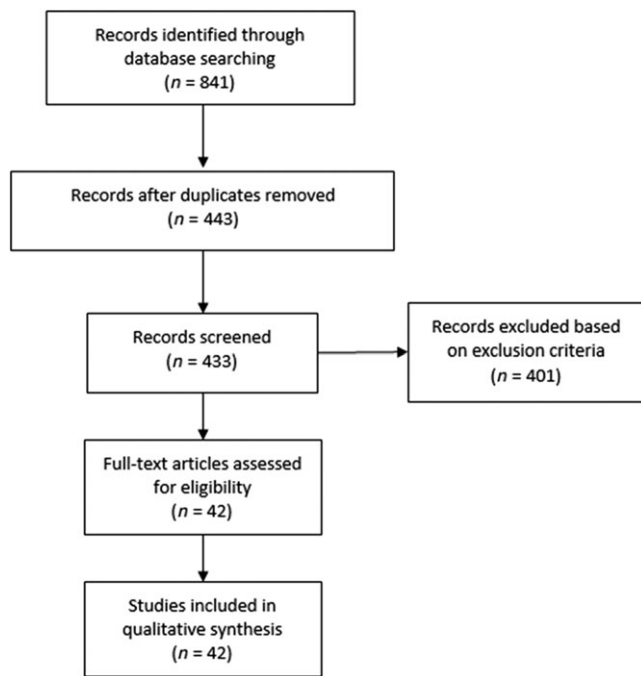 Records identified through
database searching
(n = 841)
Records after duplicates removed
(n = 443)
Records screened
(n = 433)
Records excluded based
on exclusion criteria
(n = 401)
Full-text articles assessed
for eligibility
(n = 42)
Studies included in
qualitative synthesis
(n = 42)